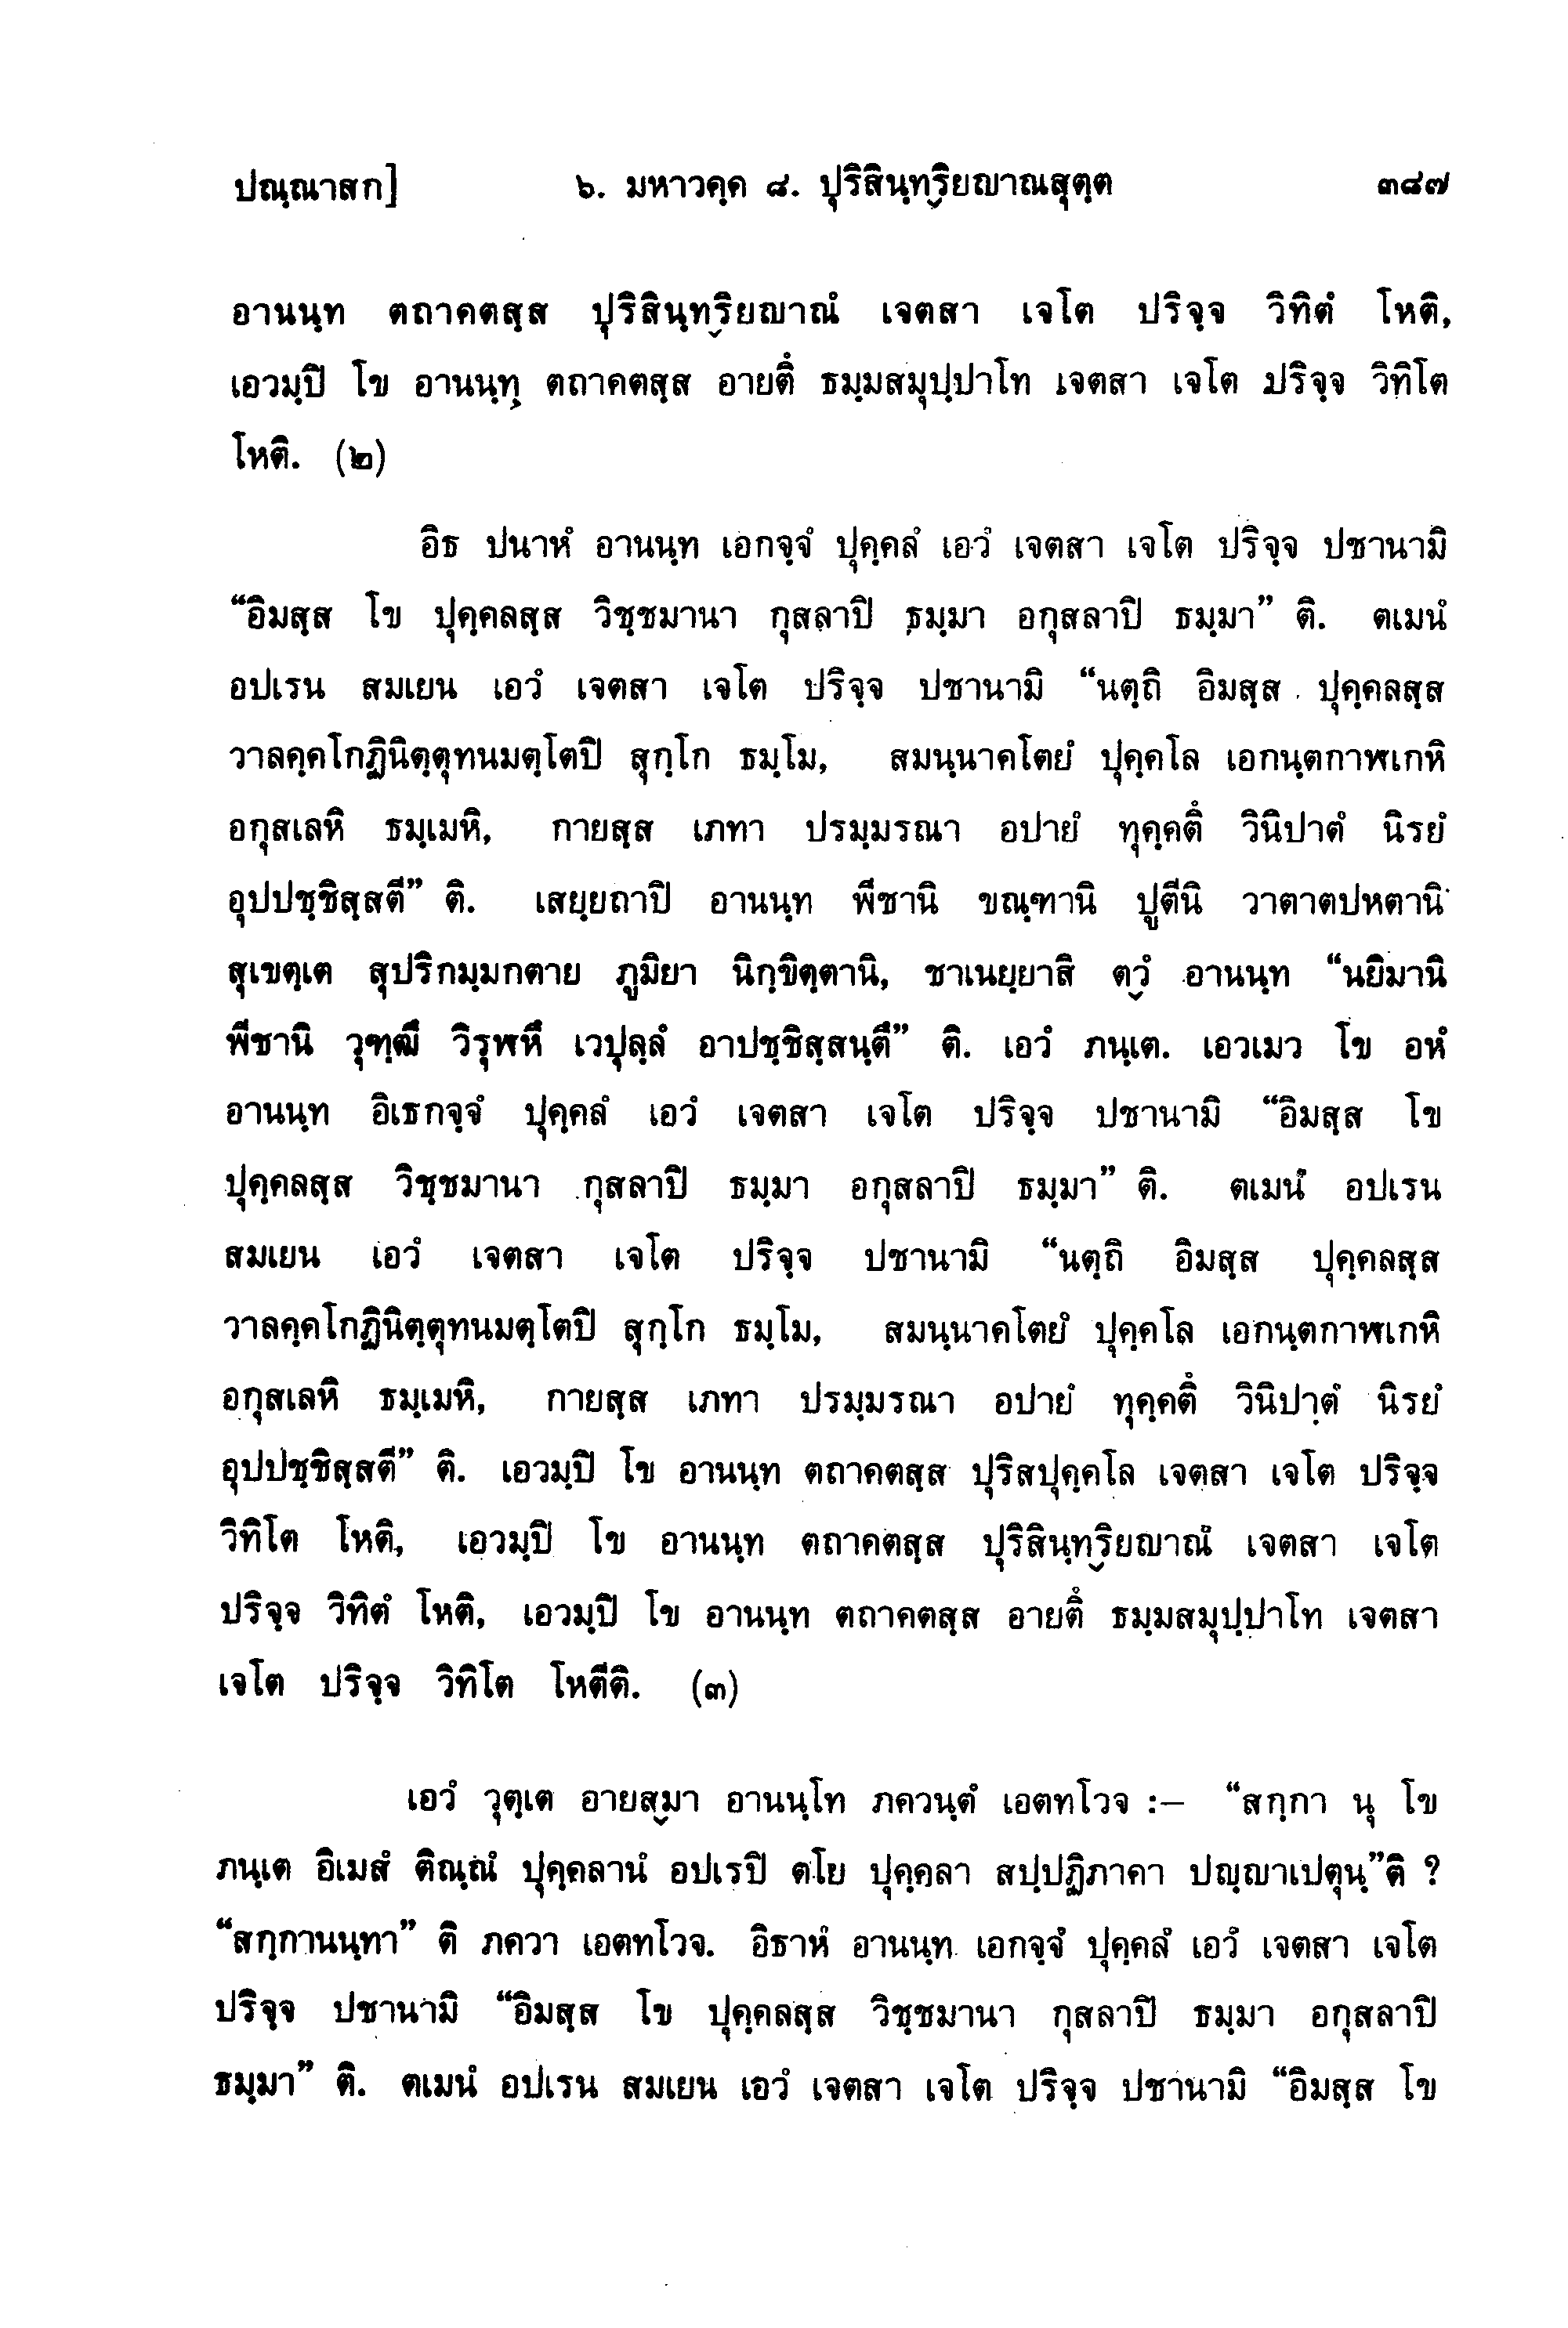 ปณฺณาสก]   ๖. มหาวคฺค ๘. ปุริสินฺทฺริยญาณสุตฺต   ๓๘๗
อานนฺท ตถาคตสฺส ปุริสินฺทฺริยญาณํ เจตสา เจโต ปริจฺจ วิทิตํ โหติ,
เอวมฺปิ โข อานนฺท ตถาคตสฺส อายตึ ธมฺมสมุปฺปาโท เจตสา เจโต ปริจฺจ วิทิโต
โหติ. (๒)
อิธ ปนาหํ อานนฺท เอกจฺจํ ปุคฺคลํ เอวํ เจตสา เจโต ปริจฺจ ปชานามิ
“อิมสฺส โข ปุคฺคลสฺส วิชฺชมานา กุสลาปิ ธมฺมา อกุสลาปิ ธมฺมา” ติ. ตเมนํ
อปเรน สมเยน เอวํ เจตสา เจโต ปริจฺจ ปชานามิ “นตฺถิ อิมสฺส ปุคฺคลสฺส
วาลคฺคโกฏินิตฺตุทนมตฺโตปิ สุกฺโก ธมฺโม, สมนฺนาคโตยํ ปุคฺคโล เอกนฺตกาฬเกหิ
อกุสเลหิ ธมฺเมหิ, กายสฺส เภทา ปรมฺมรณา อปายํ ทุคฺคตึ วินิปาตํ นิรยํ
อุปปชฺชิสฺสตี” ติ. เสยฺยถาปิ อานนฺท พีชานิ ขณฺฑานิ ปูตีนิ วาตาตปหตานิ
สุเขตฺเต สุปริกมฺมกตาย ภูมิยา นิกฺขิตฺตานิ, ชาเนยฺยาสิ ตฺวํ อานนฺท “นยิมานิ
พีชานิ วุฑฺฒึ วิรุฬฺหึ เวปุลฺลํ อาปชฺชิสฺสนฺตี” ติ. เอวํ ภนฺเต. เอวเมว โข อหํ
อานนฺท อิเธกจฺจํ ปุคฺคลํ เอวํ เจตสา เจโต ปริจฺจ ปชานามิ “อิมสฺส โข
ปุคฺคลสฺส วิชฺชมานา กุสลาปิ ธมฺมา อกุสลาปิ ธมฺมา” ติ. ตเมนํ อปเรน
สมเยน เอวํ เจตสา เจโต ปริจฺจ ปชานามิ “นตฺถิ อิมสฺส ปุคฺคลสฺส
วาลคฺคโกฏินิตฺตุทนมตฺโตปิ สุกฺโก ธมฺโม, สมนฺนาคโตยํ ปุคฺคโล เอกนฺตกาฬเกหิ
อกุสเลหิ ธมฺเมหิ, กายสฺส เภทา ปรมฺมรณา อปายํ ทุคฺคตึ วินิปาตํ นิรยํ
อุปปชฺชิสฺสตี” ติ. เอวมฺปิ โข อานนฺท ตถาคตสฺส ปุริสปุคฺคโล เจตสา เจโต ปริจฺจ
วิทิโต โหติ, เอวมฺปิ โข อานนฺท ตถาคตสฺส ปุริสินฺทฺริยญาณํ เจตสา เจโต
ปริจฺจ วิทิตํ โหติ, เอวมฺปิ โข อานนฺท ตถาคตสฺส อายตึ ธมฺมสมุปฺปาโท เจตสา
เจโต ปริจฺจ วิทิโต โหตีติ. (๓)
เอวํ วุตฺเต อายสฺมา อานนฺโท ภควนฺตํ เอตทโวจ :— “สกฺกา นุ โข
ภนฺเต อิเมสํ ติณฺณํ ปุคฺคลานํ อปเรปิ ตโย ปุคฺคลา สปฺปฏิภาคา ปญฺญาเปตุนฺ”ติ ?
“สกฺกานนฺทา” ติ ภควา เอตทโวจ. อิธาหํ อานนฺท เอกจฺจํ ปุคฺคลํ เอวํ เจตสา เจโต
ปริจฺจ ปชานามิ “อิมสฺส โข ปุคฺคลสฺส วิชฺชมานา กุสลาปิ ธมฺมา อกุสลาปิ
ธมฺมา” ติ. ตเมนํ อปเรน สมเยน เอวํ เจตสา เจโต ปริจฺจ ปชานามิ “อิมสฺส โข